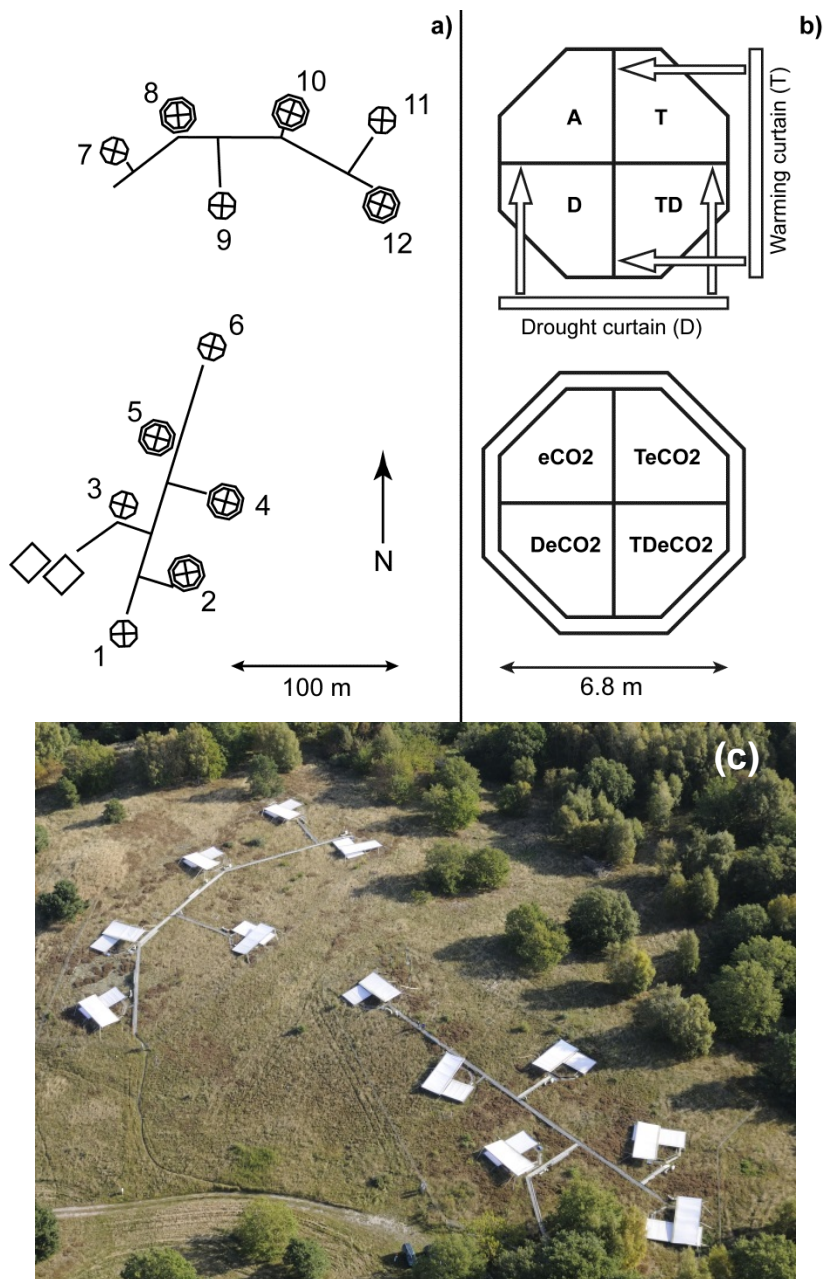 a)
8
10
11
7
9
12
6
5
3
4
N
2
1
100 m
b)
A
T
D
TD
Warming curtain (T)
Drought curtain (D)
eCO2
TeCO2
DeCO2
TDeCO2
6.8 m
(c)